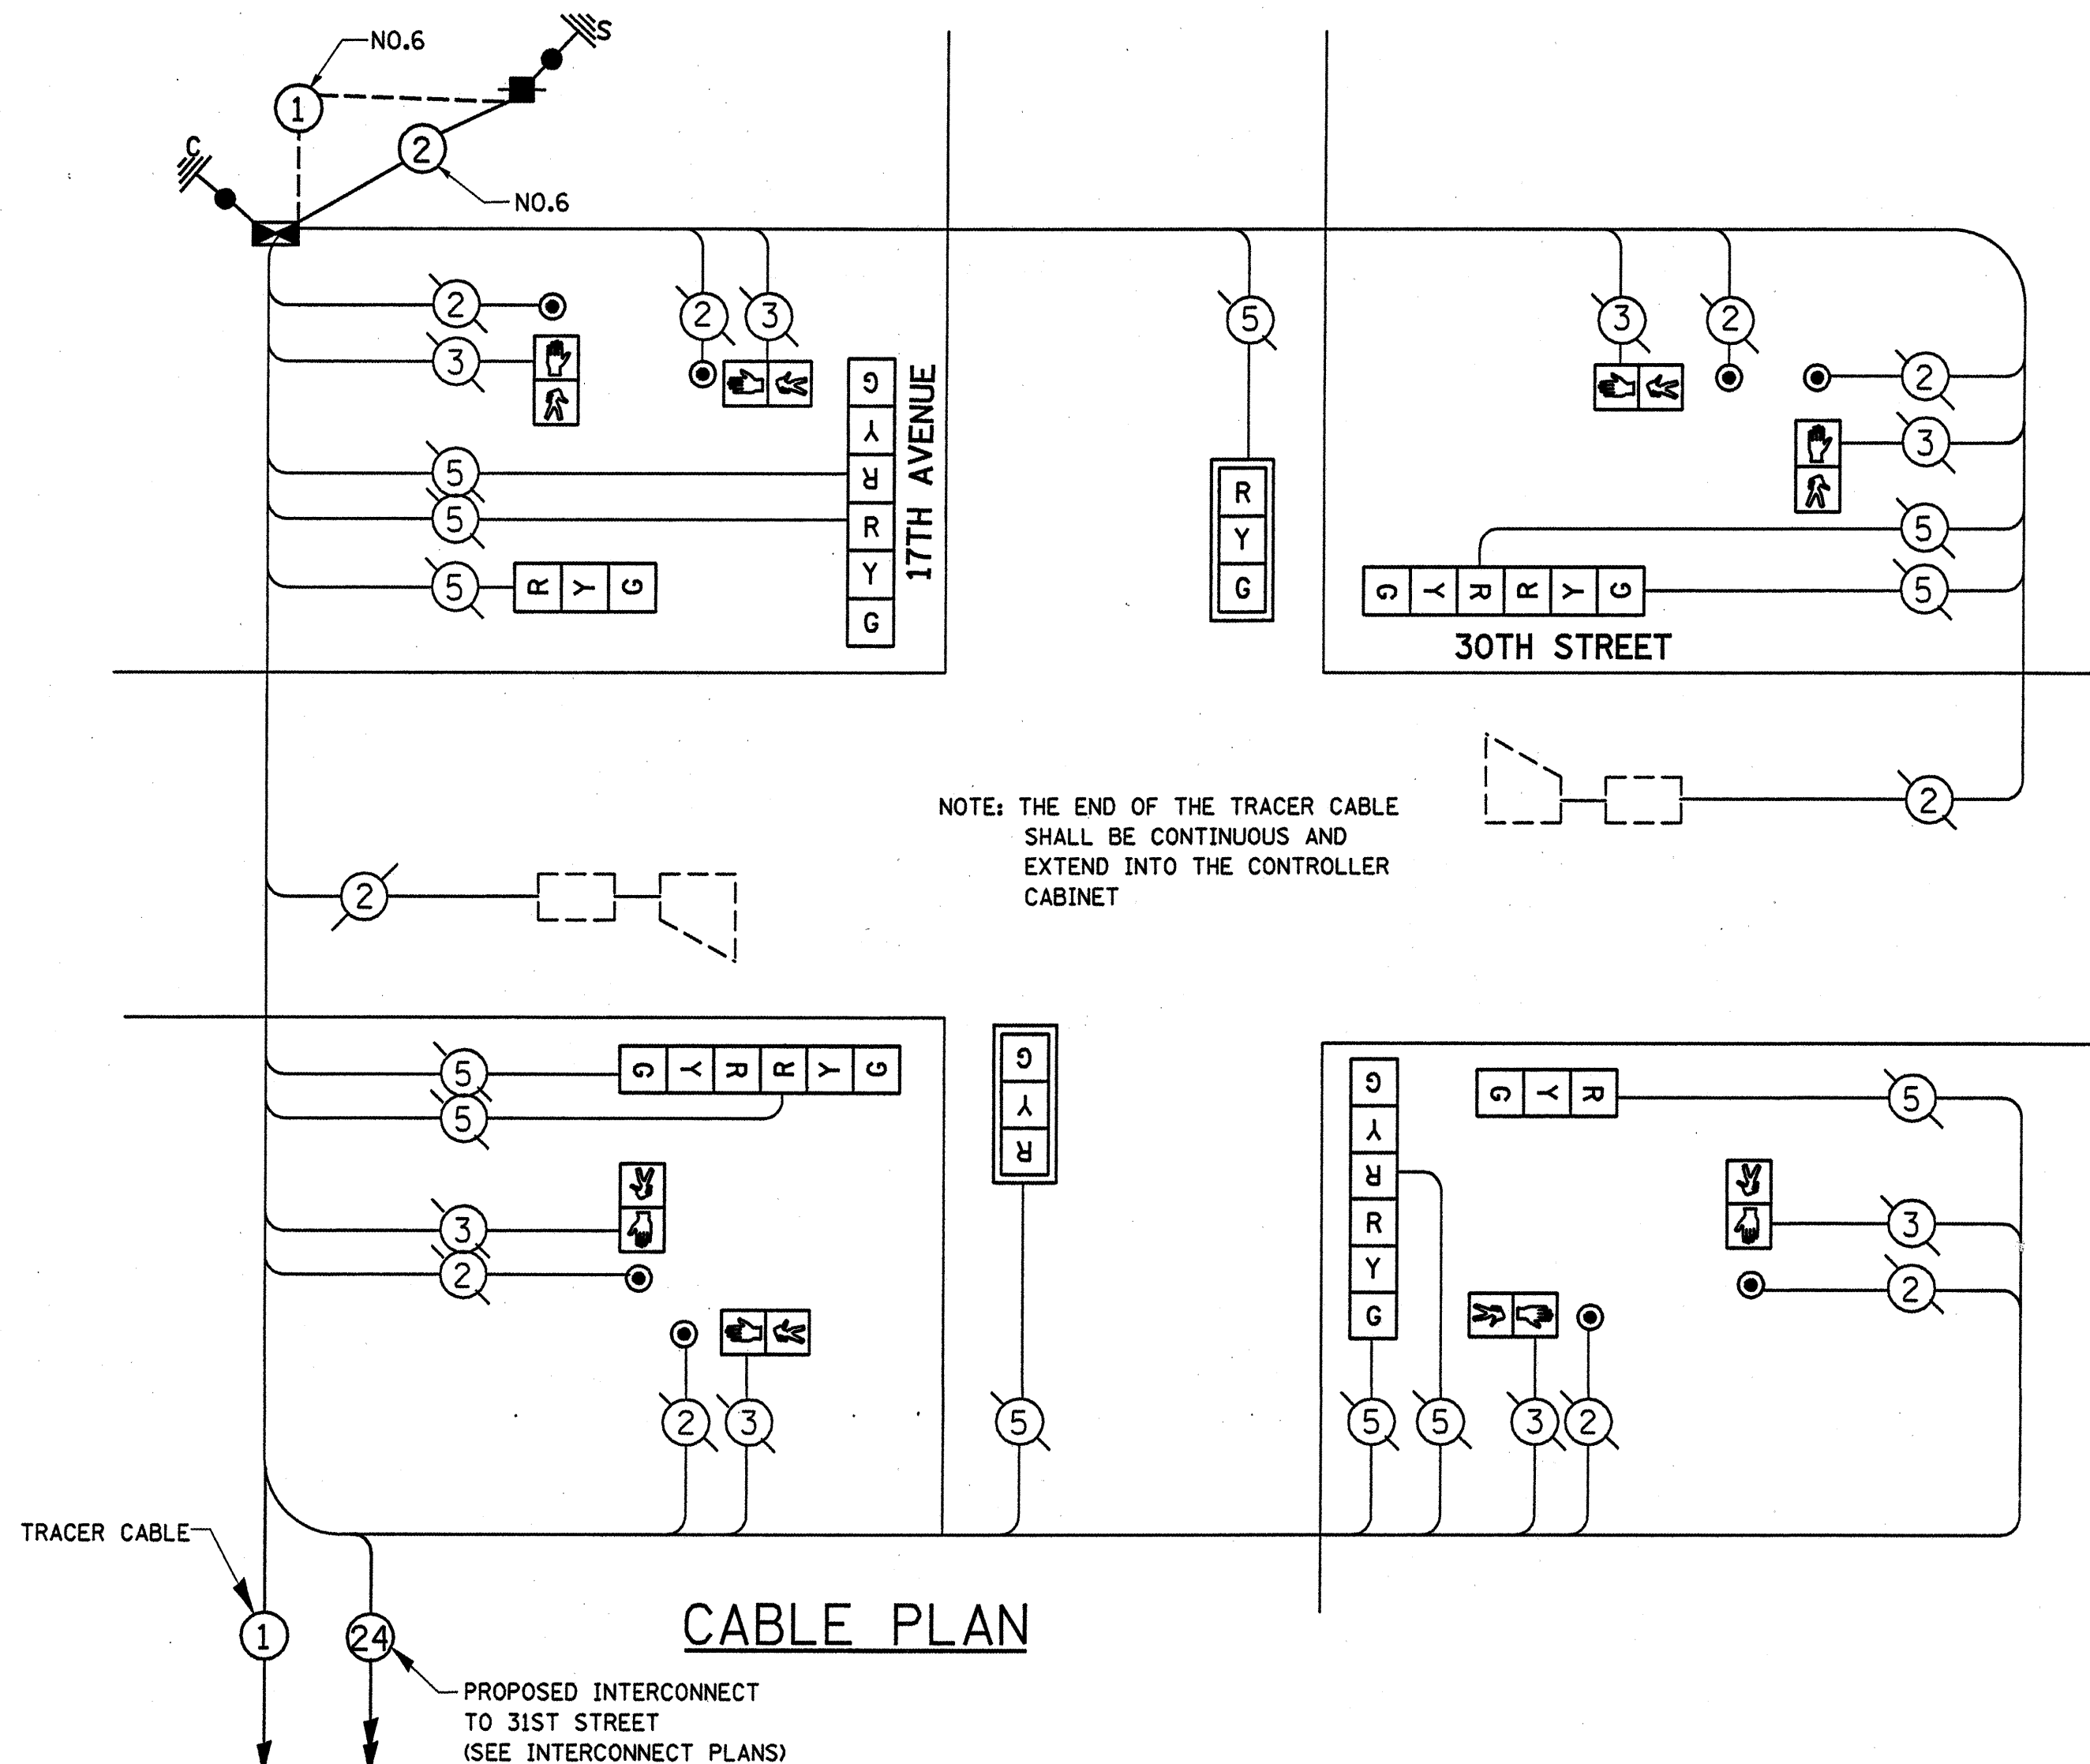 NO.6
S
1
2
C
NO.6
2
3
2
3
5
3
2
2
3
G Y R R Y G
17TH AVENUE
5
5
5
R Y G
R Y G
5
5
G Y R R Y G
30TH STREET
2
NOTE: THE END OF THE TRACER CABLE
SHALL BE CONTINUOUS AND
EXTEND INTO THE CONTROLLER
CABINET
2
5
G Y R R Y G
5
G Y R
G Y R R Y G
G Y R
5
3
2
3
2
2
3
5
5
5
3
2
TRACER CABLE
1
24
CABLE PLAN
PROPOSED INTERCONNECT
TO 31ST STREET
(SEE INTERCONNECT PLANS)